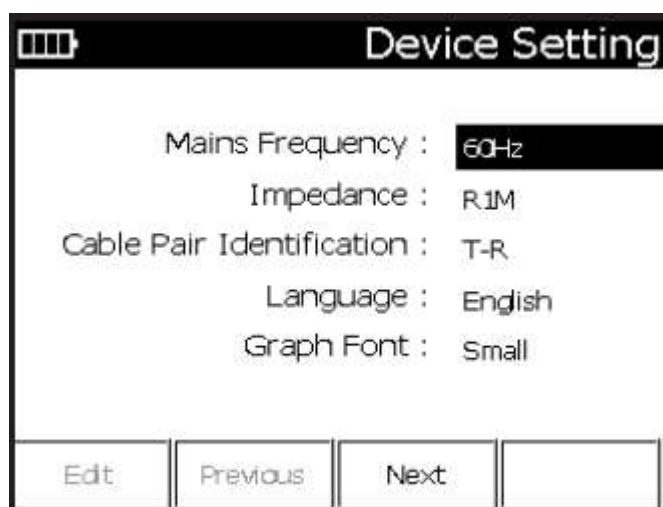 Device Setting
Mains Frequency : 60Hz
Impedance : R1M
Cable Pair Identification : T-R
Language : English
Graph Font : Small
Edit Previous Next